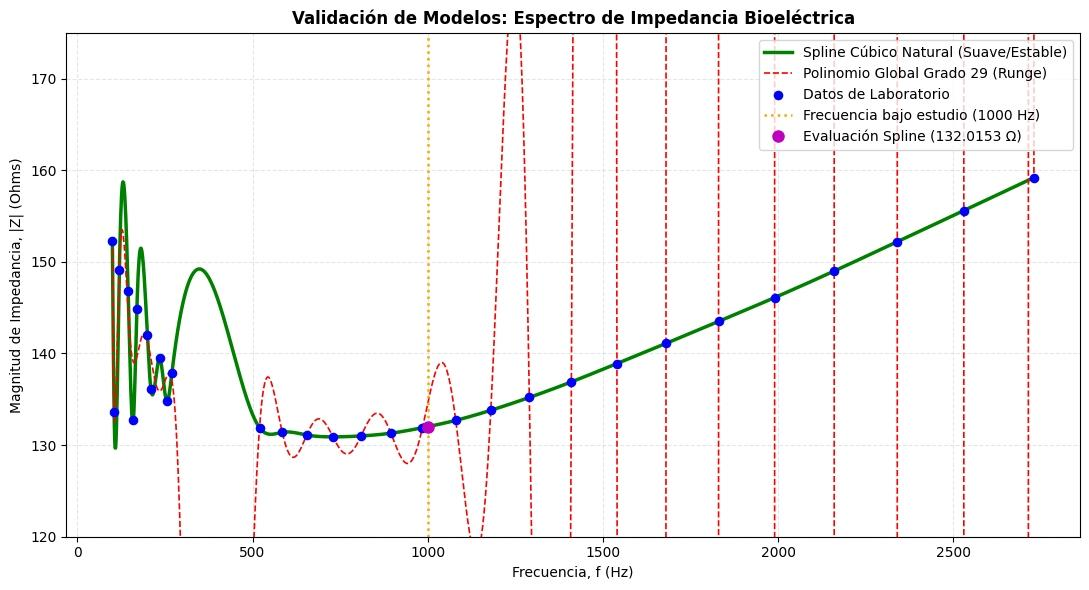 Validación de Modelos: Espectro de Impedancia Bioeléctrica
Spline Cúbico Natural (Suave/Estable)
Polinomio Global Grado 29 (Runge)
Datos de Laboratorio
Frecuencia bajo estudio (1000 Hz)
Evaluación Spline (132.0153 Ω)
Magnitud de Impedancia, |Z| (Ohms)
170
160
150
140
130
120
0 500 1000 1500 2000 2500
Frecuencia, f (Hz)